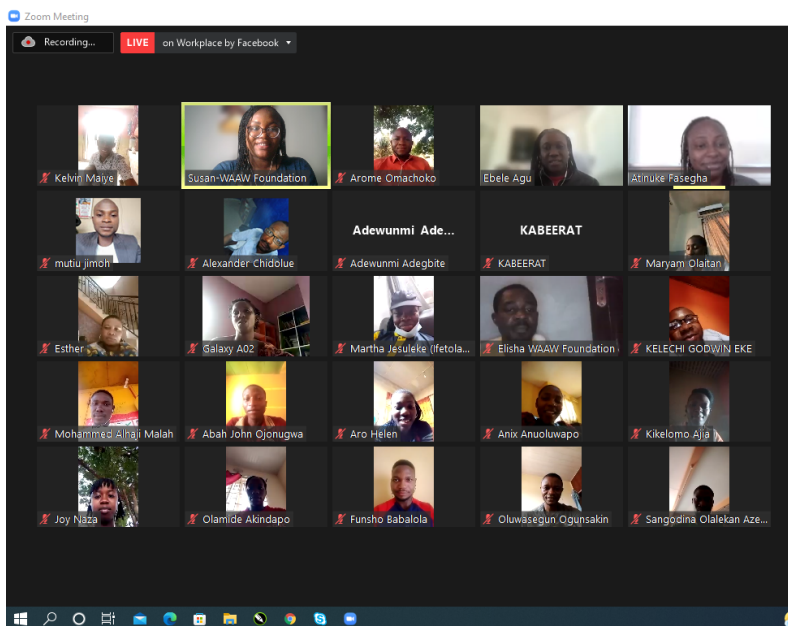 Zoom Meeting
Recording...
LIVE on Workplace by Facebook
Kelvin Maiye
Susan-WAAW Foundation
Arome Omachoko
Ebele Agu
Atinuke Fasegha
mutiu jimoh
Alexander Chidolue
Adewunmi Ade...
Adewunmi Adegbite
KABEERAT
KABEERAT
Maryam Olaitan
Esther
Galaxy A02
Martha Jesuleke (Ifetola...
Elisha WAAW Foundation
KELECHI GODWIN EKE
Mohammed Alhaji Malah
Abah John Ojonugwa
Aro Helen
Anix Anuoluwapo
Kikelomo Ajia
Joy Naza
Olamide Akindapo
Funsho Babalola
Oluwasegun Ogunsakin
Sangodina Olalekan Aze...